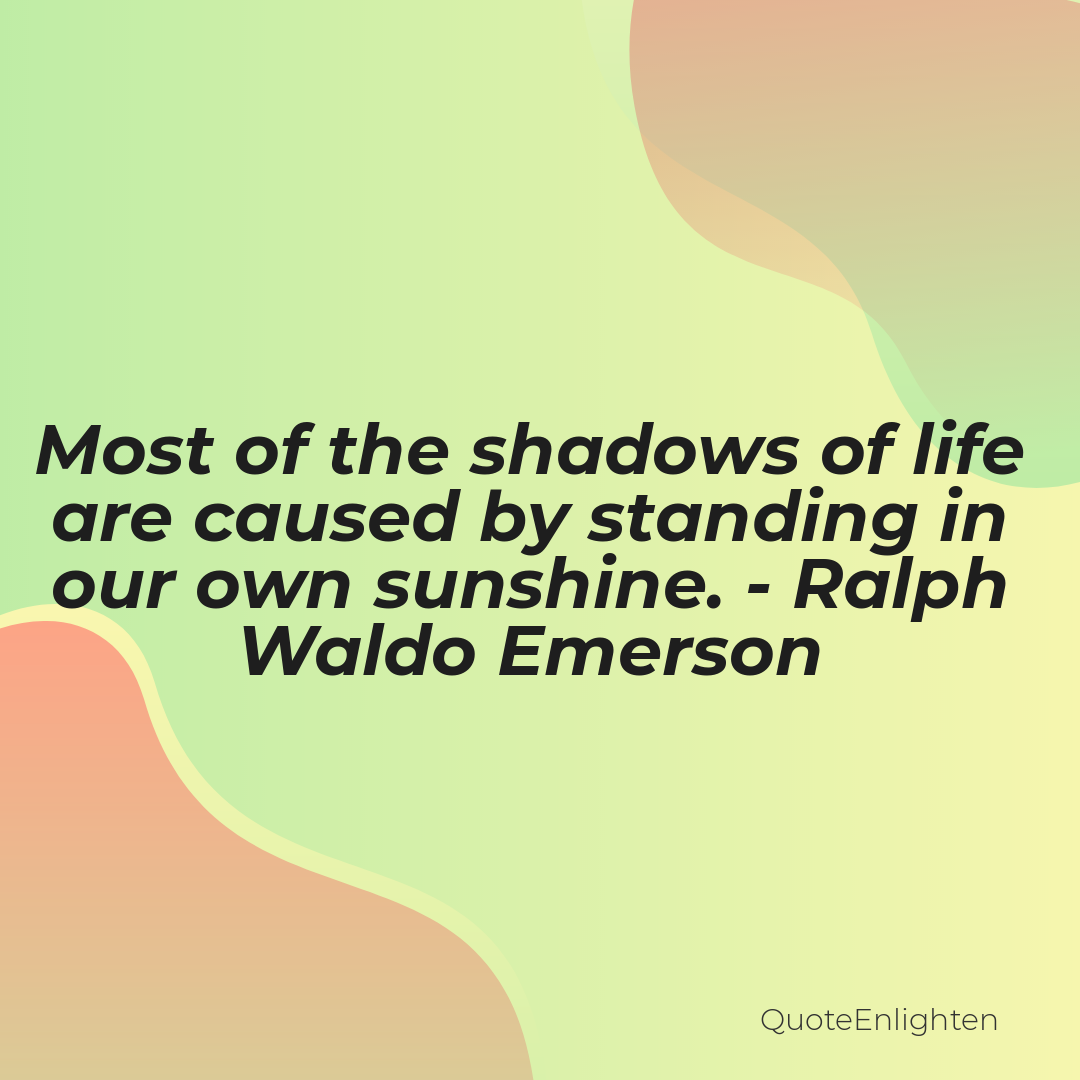 Most of the shadows of life
are caused by standing in
our own sunshine. - Ralph
Waldo Emerson
QuoteEnlighten